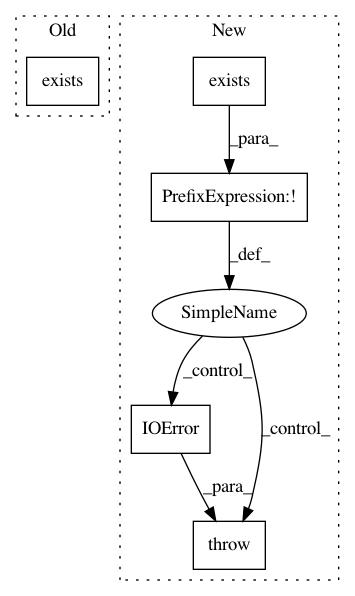 Old
New
exists
exists
_para_
PrefixExpression:!
_def_
SimpleName
_control_
_control_
IOError
_para_
throw